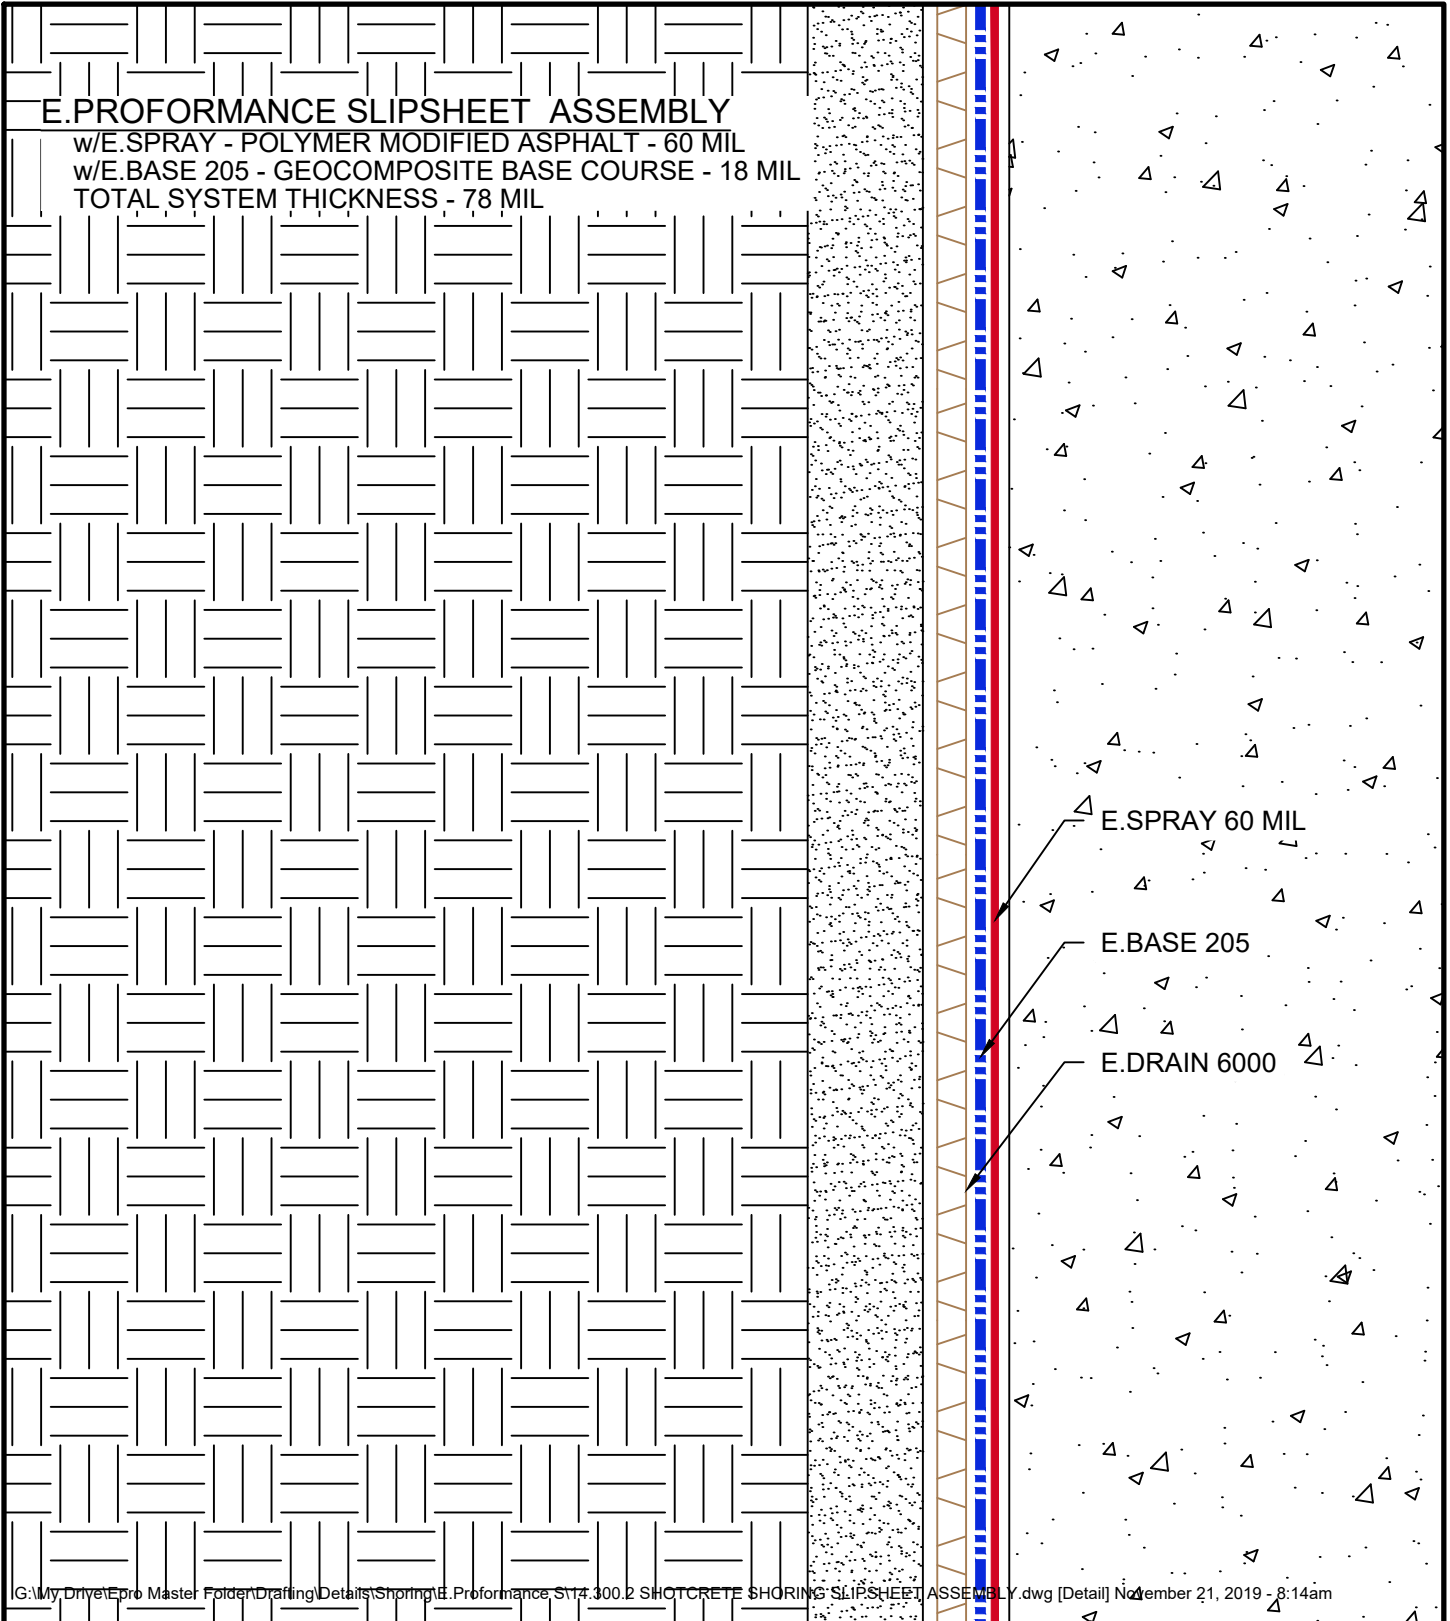 E.PROFORMANCE SLIPSHEET ASSEMBLY
w/E.SPRAY - POLYMER MODIFIED ASPHALT - 60 MIL
w/E.BASE 205 - GEOCOMPOSITE BASE COURSE - 18 MIL
TOTAL SYSTEM THICKNESS - 78 MIL
E.SPRAY 60 MIL
E.BASE 205
E.DRAIN 6000
G:\My Drive\Epro Master Folder\Drafting\Details\Shoring\E.Proformance S\14.300.2 SHOTCRETE SHORING SLIPSHEET ASSEMBLY.dwg [Detail] November 21, 2019 - 8:14am